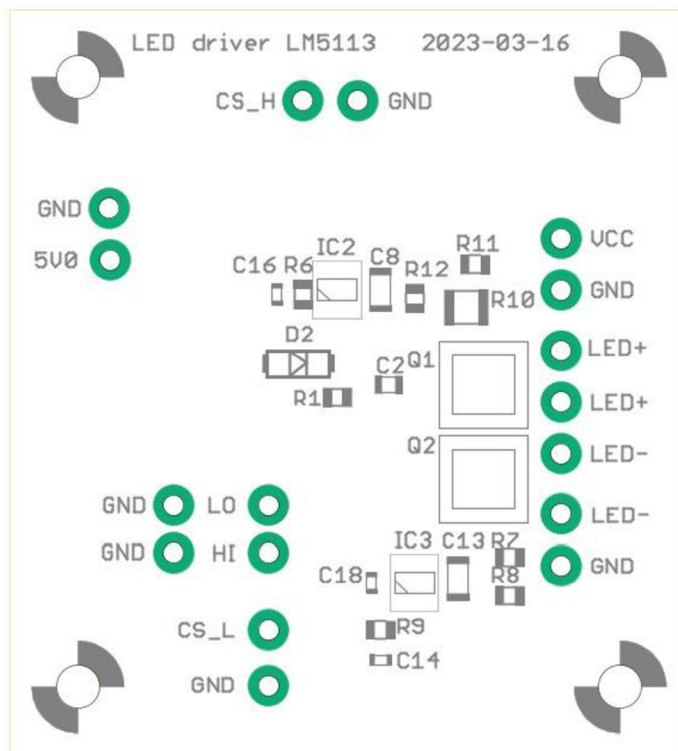 LED driver LM5113 2023-03-16
CS_H GND
GND
5V0
IC2
C8
R11
VCC
C16 R6
R12
R10
GND
D2
Q1
LED+
C2
R1
LED+
Q2
LED-
GND LO
LED-
GND HI
IC3 C13 R7
GND
C18
R8
CS_L
R9
C14
GND